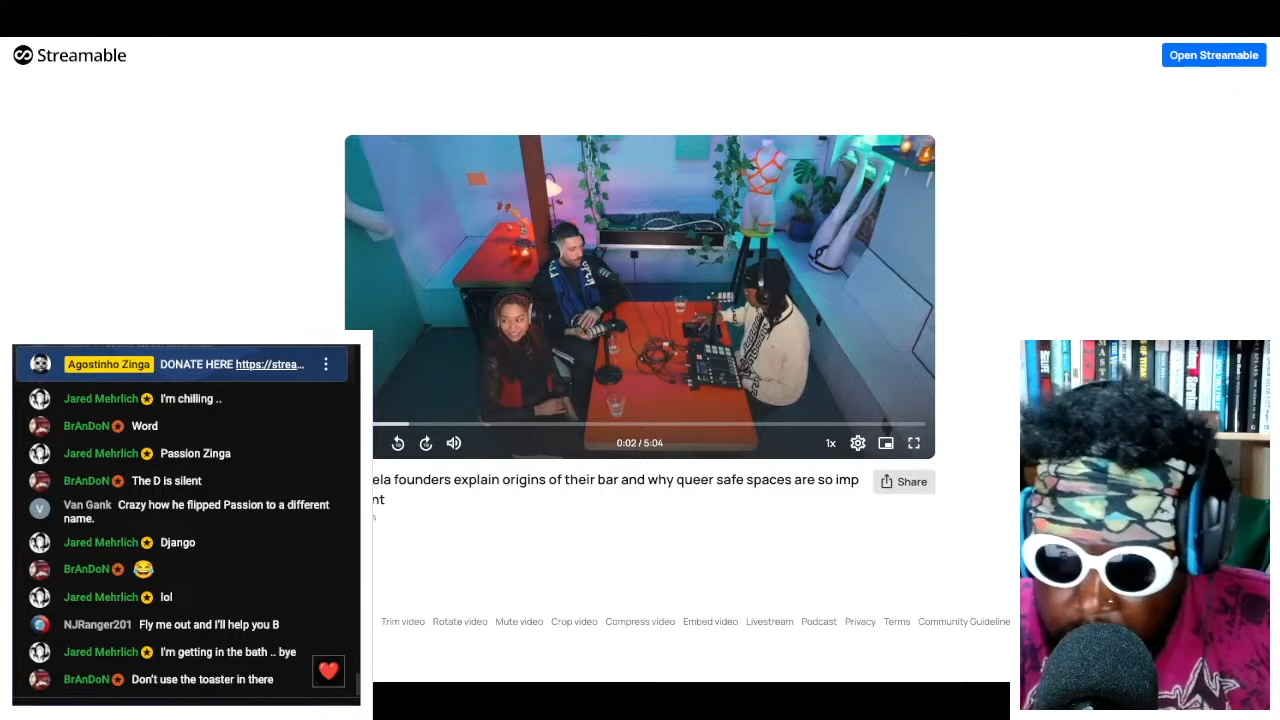 Streamable
Open Streamable
0:02 / 5:04
1x
ela founders explain origins of their bar and why queer safe spaces are so imp
nt
Share
Trim video Rotate video Mute video Crop video Compress video Embed video Livestream Podcast Privacy Terms Community Guideline
Agostinho Zinga DONATE HERE https://strea...
Jared Mehrlich I'm chilling ..
BrAnDoN Word
Jared Mehrlich Passion Zinga
BrAnDoN The D is silent
Van Gank Crazy how he flipped Passion to a different
name.
Jared Mehrlich Django
BrAnDoN 😂
Jared Mehrlich lol
NJRanger201 Fly me out and I'll help you B
Jared Mehrlich I'm getting in the bath .. bye
BrAnDoN Don't use the toaster in there